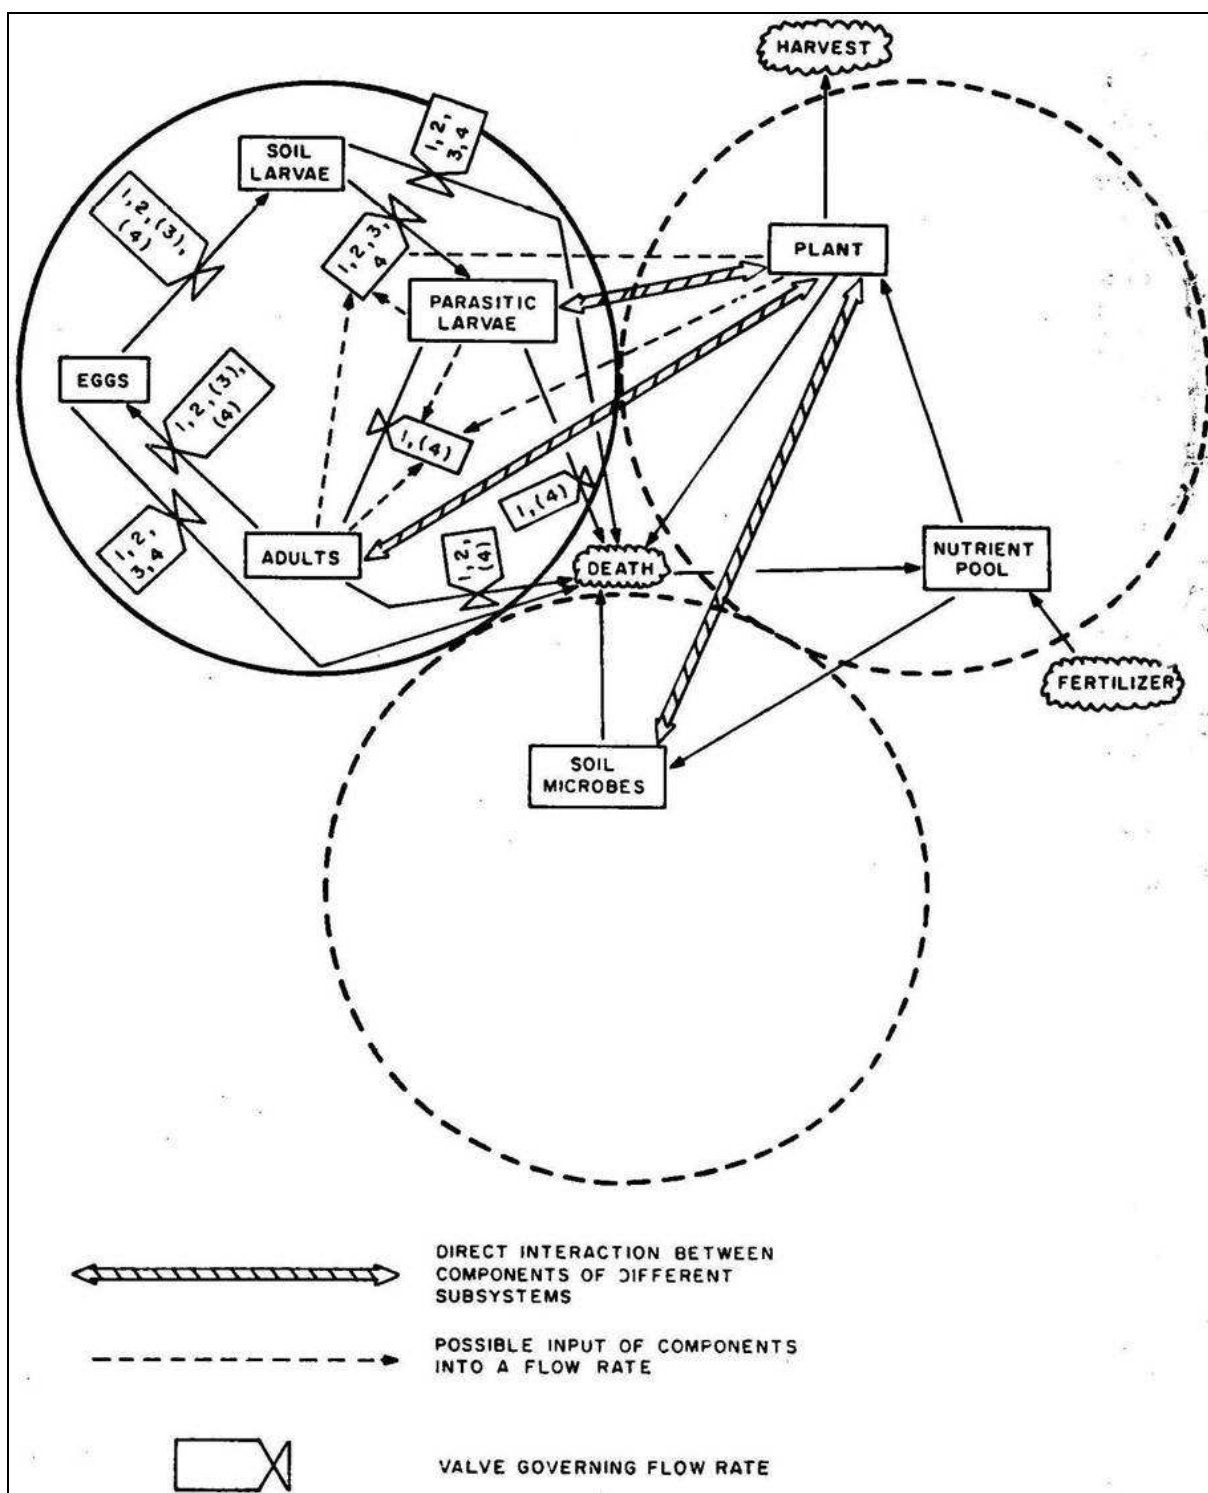 HARVEST
1, 2,
3, 4
SOIL
LARVAE
1, 2, (3),
(4)
1, 2, 3,
4
PLANT
PARASITIC
LARVAE
EGGS
1, 2, (3),
(4)
1, (4)
1, (4)
1, 2,
3, 4
ADULTS
1, 2,
(4)
DEATH
NUTRIENT
POOL
FERTILIZER
SOIL
MICROBES
DIRECT INTERACTION BETWEEN
COMPONENTS OF DIFFERENT
SUBSYSTEMS
POSSIBLE INPUT OF COMPONENTS
INTO A FLOW RATE
VALVE GOVERNING FLOW RATE